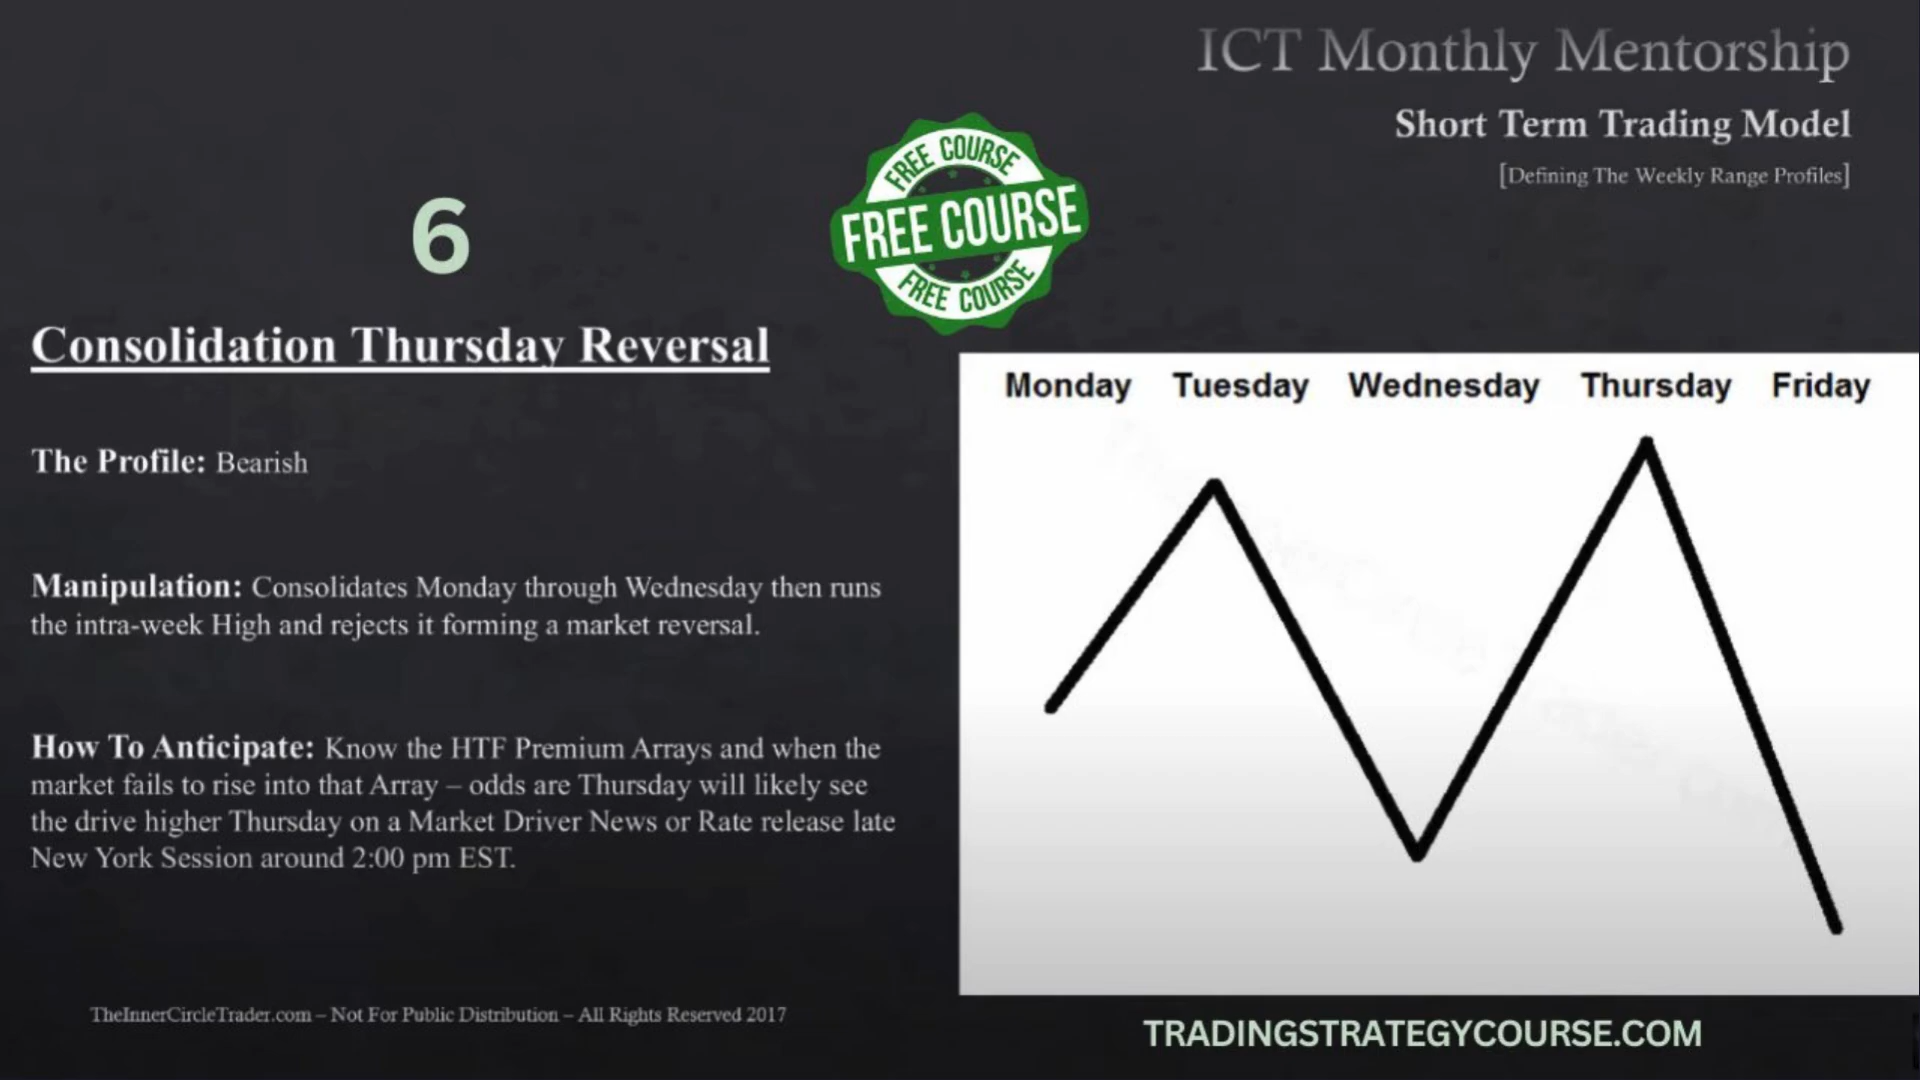 ICT Monthly Mentorship
Short Term Trading Model
[Defining The Weekly Range Profiles]
FREE COURSE
FREE COURSE
FREE COURSE
6
Consolidation Thursday Reversal
The Profile: Bearish
Manipulation: Consolidates Monday through Wednesday then runs
the intra-week High and rejects it forming a market reversal.
How To Anticipate: Know the HTF Premium Arrays and when the
market fails to rise into that Array – odds are Thursday will likely see
the drive higher Thursday on a Market Driver News or Rate release late
New York Session around 2:00 pm EST.
Monday Tuesday Wednesday Thursday Friday
TheInnerCircleTrader.com – Not For Public Distribution – All Rights Reserved 2017
TRADINGSTRATEGYCOURSE.COM